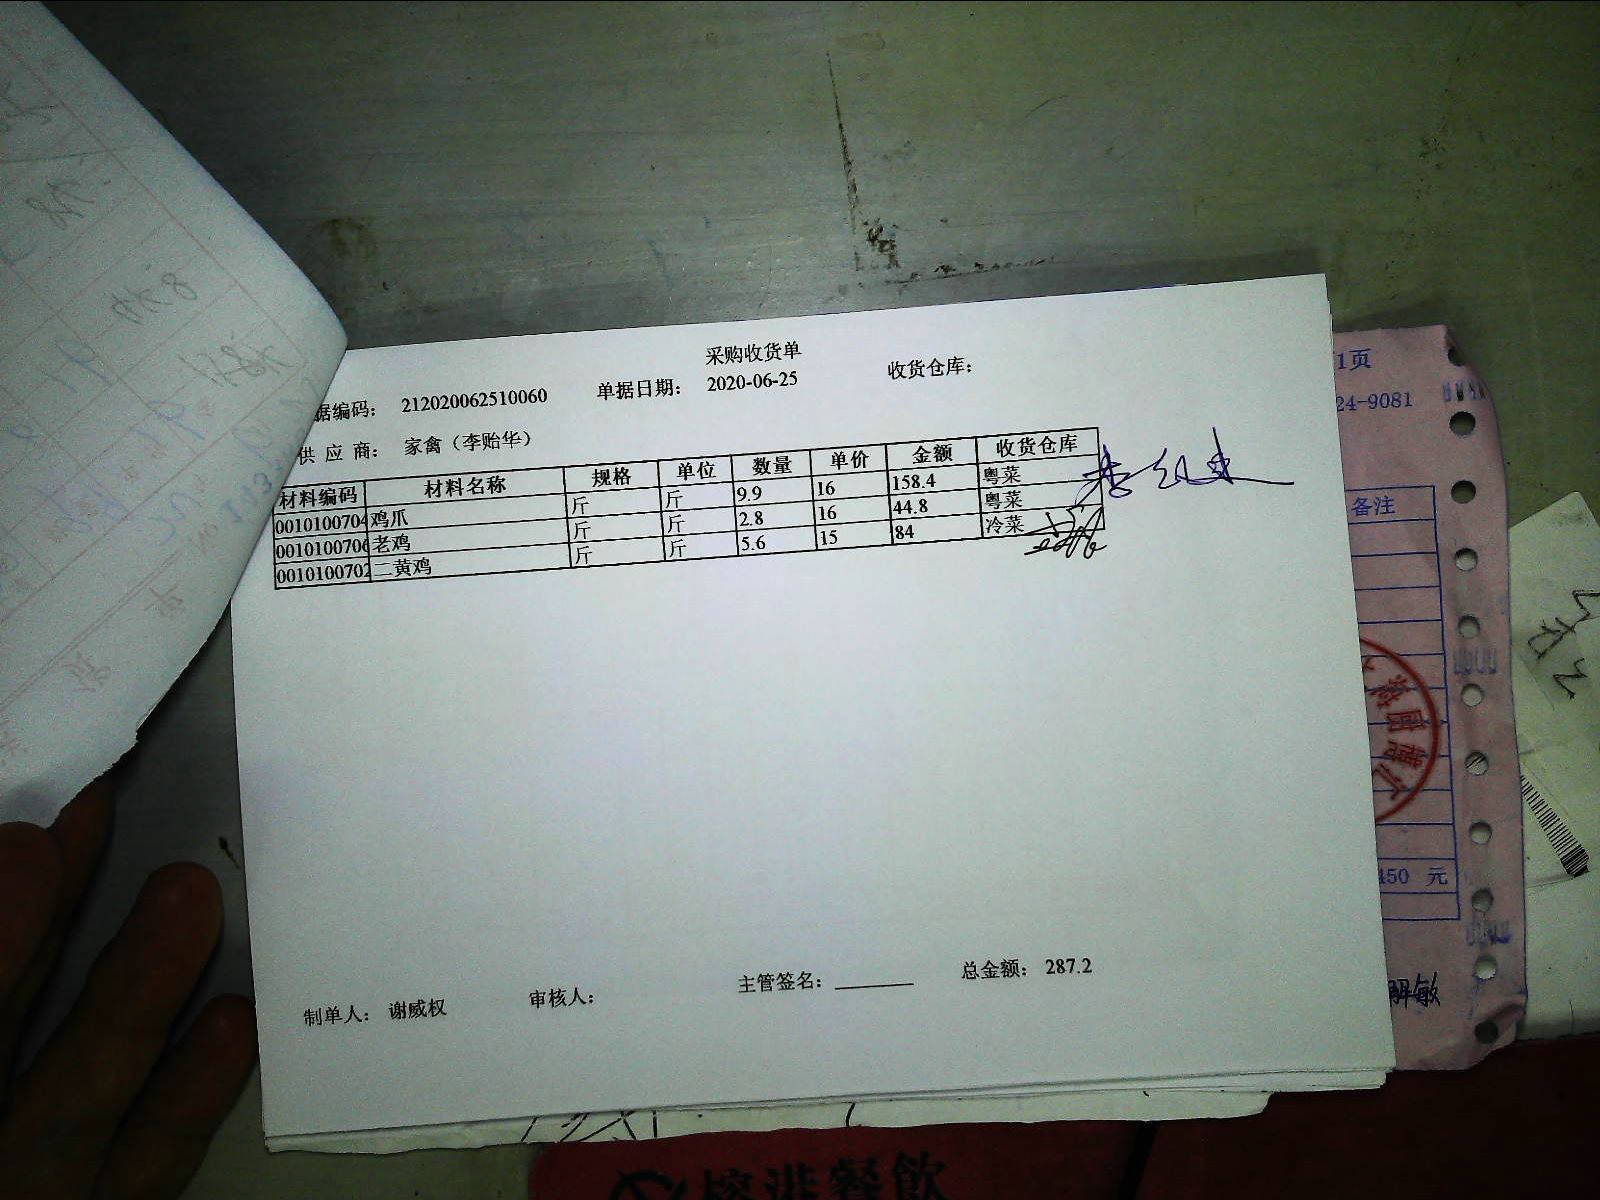 采购收货单
据编码： 212020062510060 单据日期： 2020-06-25 收货仓库：
供 应 商： 家禽（李贻华）
材料编码 材料名称 规格 单位 数量 单价 金额 收货仓库
0010100704 鸡爪 斤 斤 9.9 16 158.4 粤菜
0010100706 老鸡 斤 斤 2.8 16 44.8 粤菜
0010100702 二黄鸡 斤 斤 5.6 15 84 冷菜
制单人： 谢威权 审核人： 主管签名： 总金额： 287.2
1页
24-9081
备注
450 元
解敏
餐飲